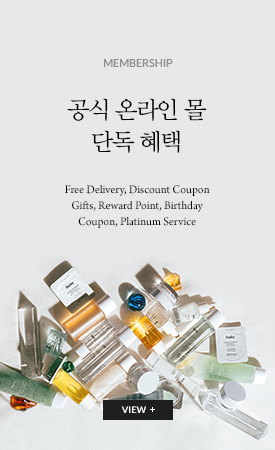 MEMBERSHIP
공식 온라인 몰
단독 혜택
Free Delivery, Discount Coupon
Gifts, Reward Point, Birthday
Coupon, Platinum Service
VIEW +